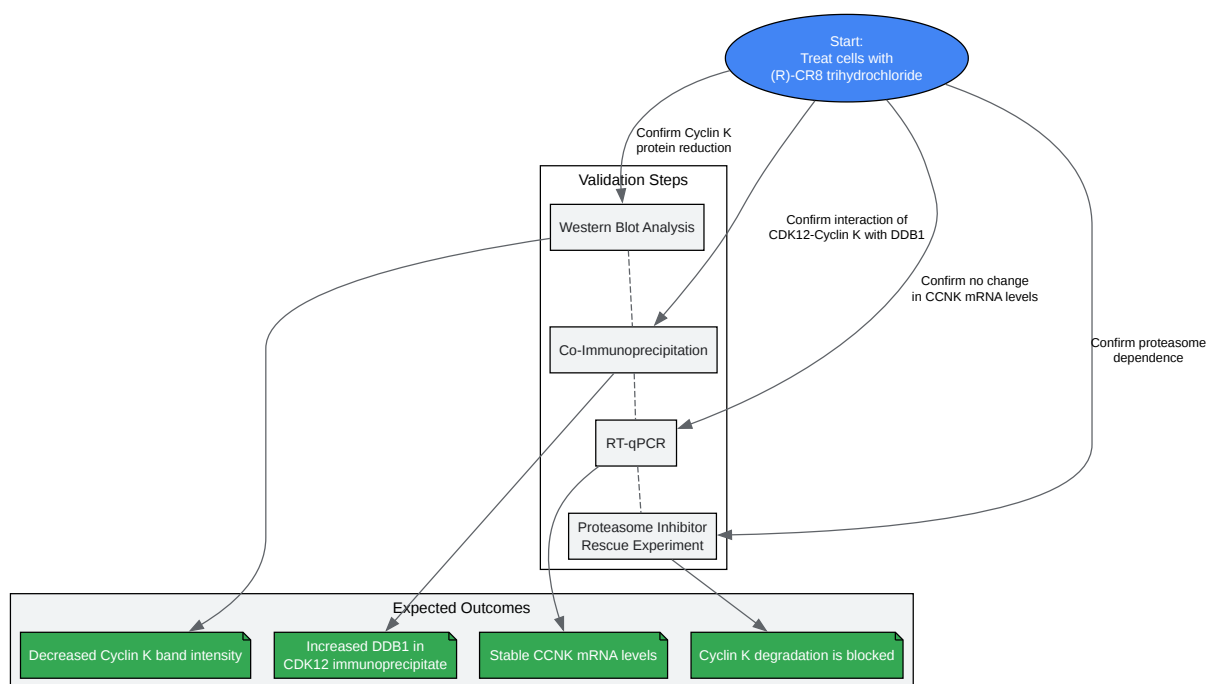 Start:
Treat cells with
(R)-CR8 trihydrochloride
Confirm Cyclin K
protein reduction
Validation Steps
Western Blot Analysis
Confirm interaction of
CDK12-Cyclin K with DDB1
Confirm no change
in CCNK mRNA levels
Confirm proteasome
dependence
Co-Immunoprecipitation
RT-qPCR
Proteasome Inhibitor
Rescue Experiment
Expected Outcomes
Decreased Cyclin K band intensity
Increased DDB1 in
CDK12 immunoprecipitate
Stable CCNK mRNA levels
Cyclin K degradation is blocked